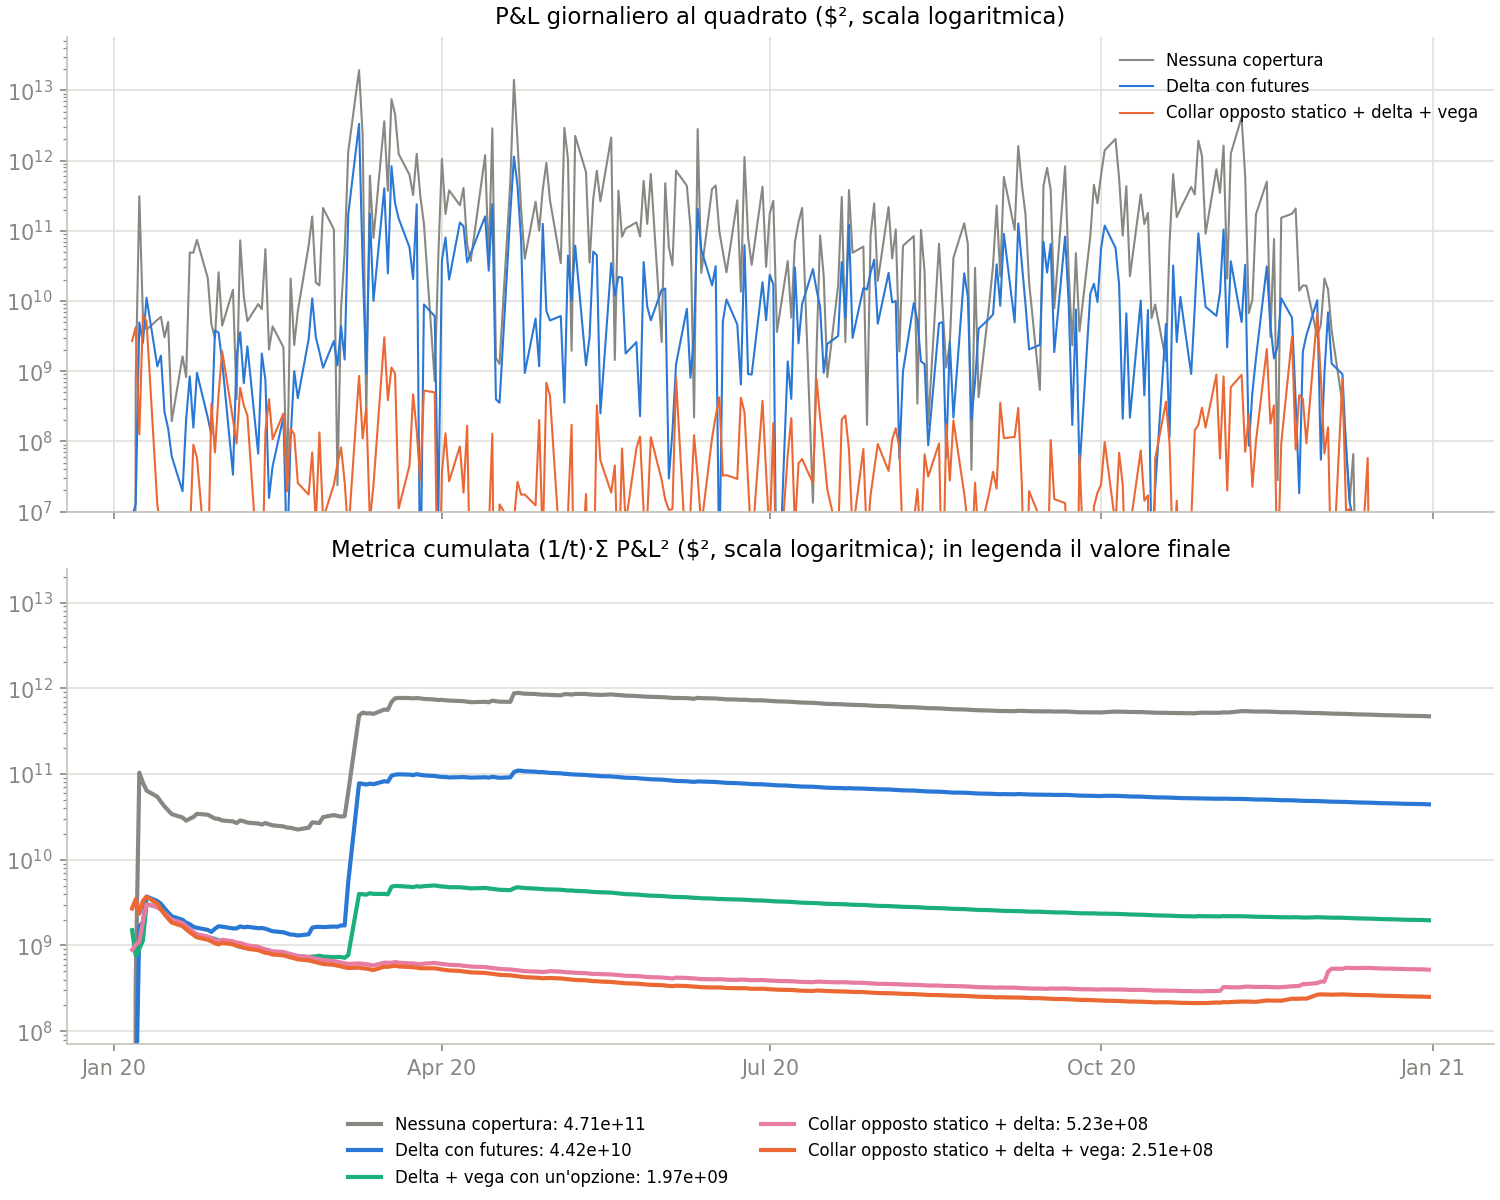 P&L giornaliero al quadrato ($², scala logaritmica)
Nessuna copertura
Delta con futures
Collar opposto statico + delta + vega
10¹³
10¹²
10¹¹
10¹⁰
10⁹
10⁸
10⁷
Metrica cumulata (1/t)·Σ P&L² ($², scala logaritmica); in legenda il valore finale
10¹³
10¹²
10¹¹
10¹⁰
10⁹
10⁸
Jan 20 Apr 20 Jul 20 Oct 20 Jan 21
Nessuna copertura: 4.71e+11
Delta con futures: 4.42e+10
Delta + vega con un'opzione: 1.97e+09
Collar opposto statico + delta: 5.23e+08
Collar opposto statico + delta + vega: 2.51e+08